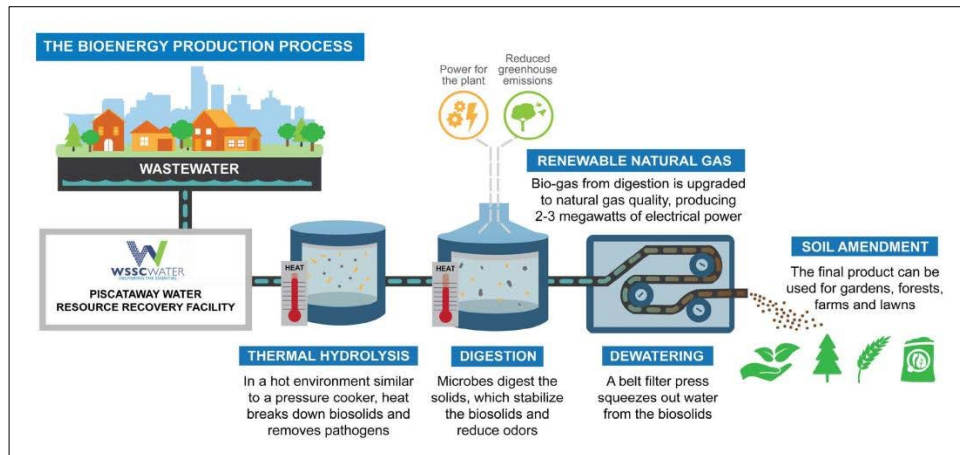 THE BIOENERGY PRODUCTION PROCESS
WASTEWATER
WSSCWATER
PISCATAWAY WATER
RESOURCE RECOVERY FACILITY
Power for
the plant
Reduced
greenhouse
emissions
RENEWABLE NATURAL GAS
Bio-gas from digestion is upgraded
to natural gas quality, producing
2-3 megawatts of electrical power
HEAT
HEAT
THERMAL HYDROLYSIS
In a hot environment similar
to a pressure cooker, heat
breaks down biosolids and
removes pathogens
DIGESTION
Microbes digest the
solids, which stabilize
the biosolids and
reduce odors
DEWATERING
A belt filter press
squeezes out water
from the biosolids
SOIL AMENDMENT
The final product can be
used for gardens, forests,
farms and lawns